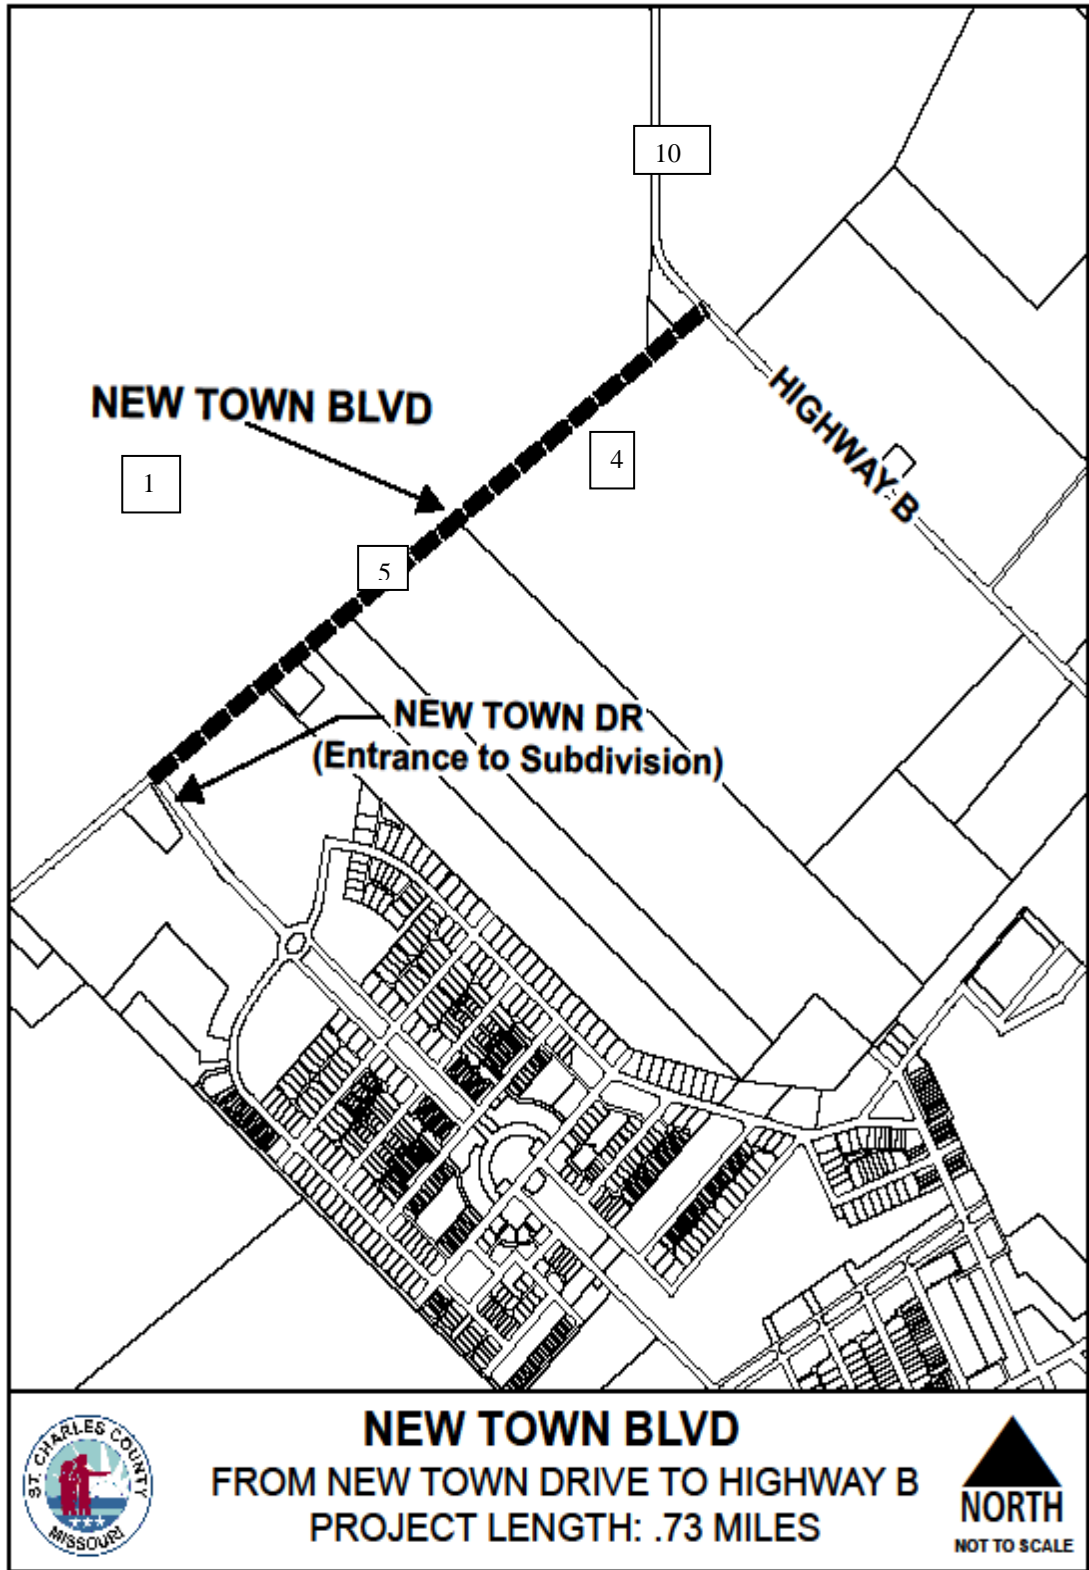 10
NEW TOWN BLVD
4
1
HIGHWAY B
5
NEW TOWN DR
(Entrance to Subdivision)
ST. CHARLES COUNTY
MISSOURI
NEW TOWN BLVD
FROM NEW TOWN DRIVE TO HIGHWAY B
PROJECT LENGTH: .73 MILES
NORTH
NOT TO SCALE